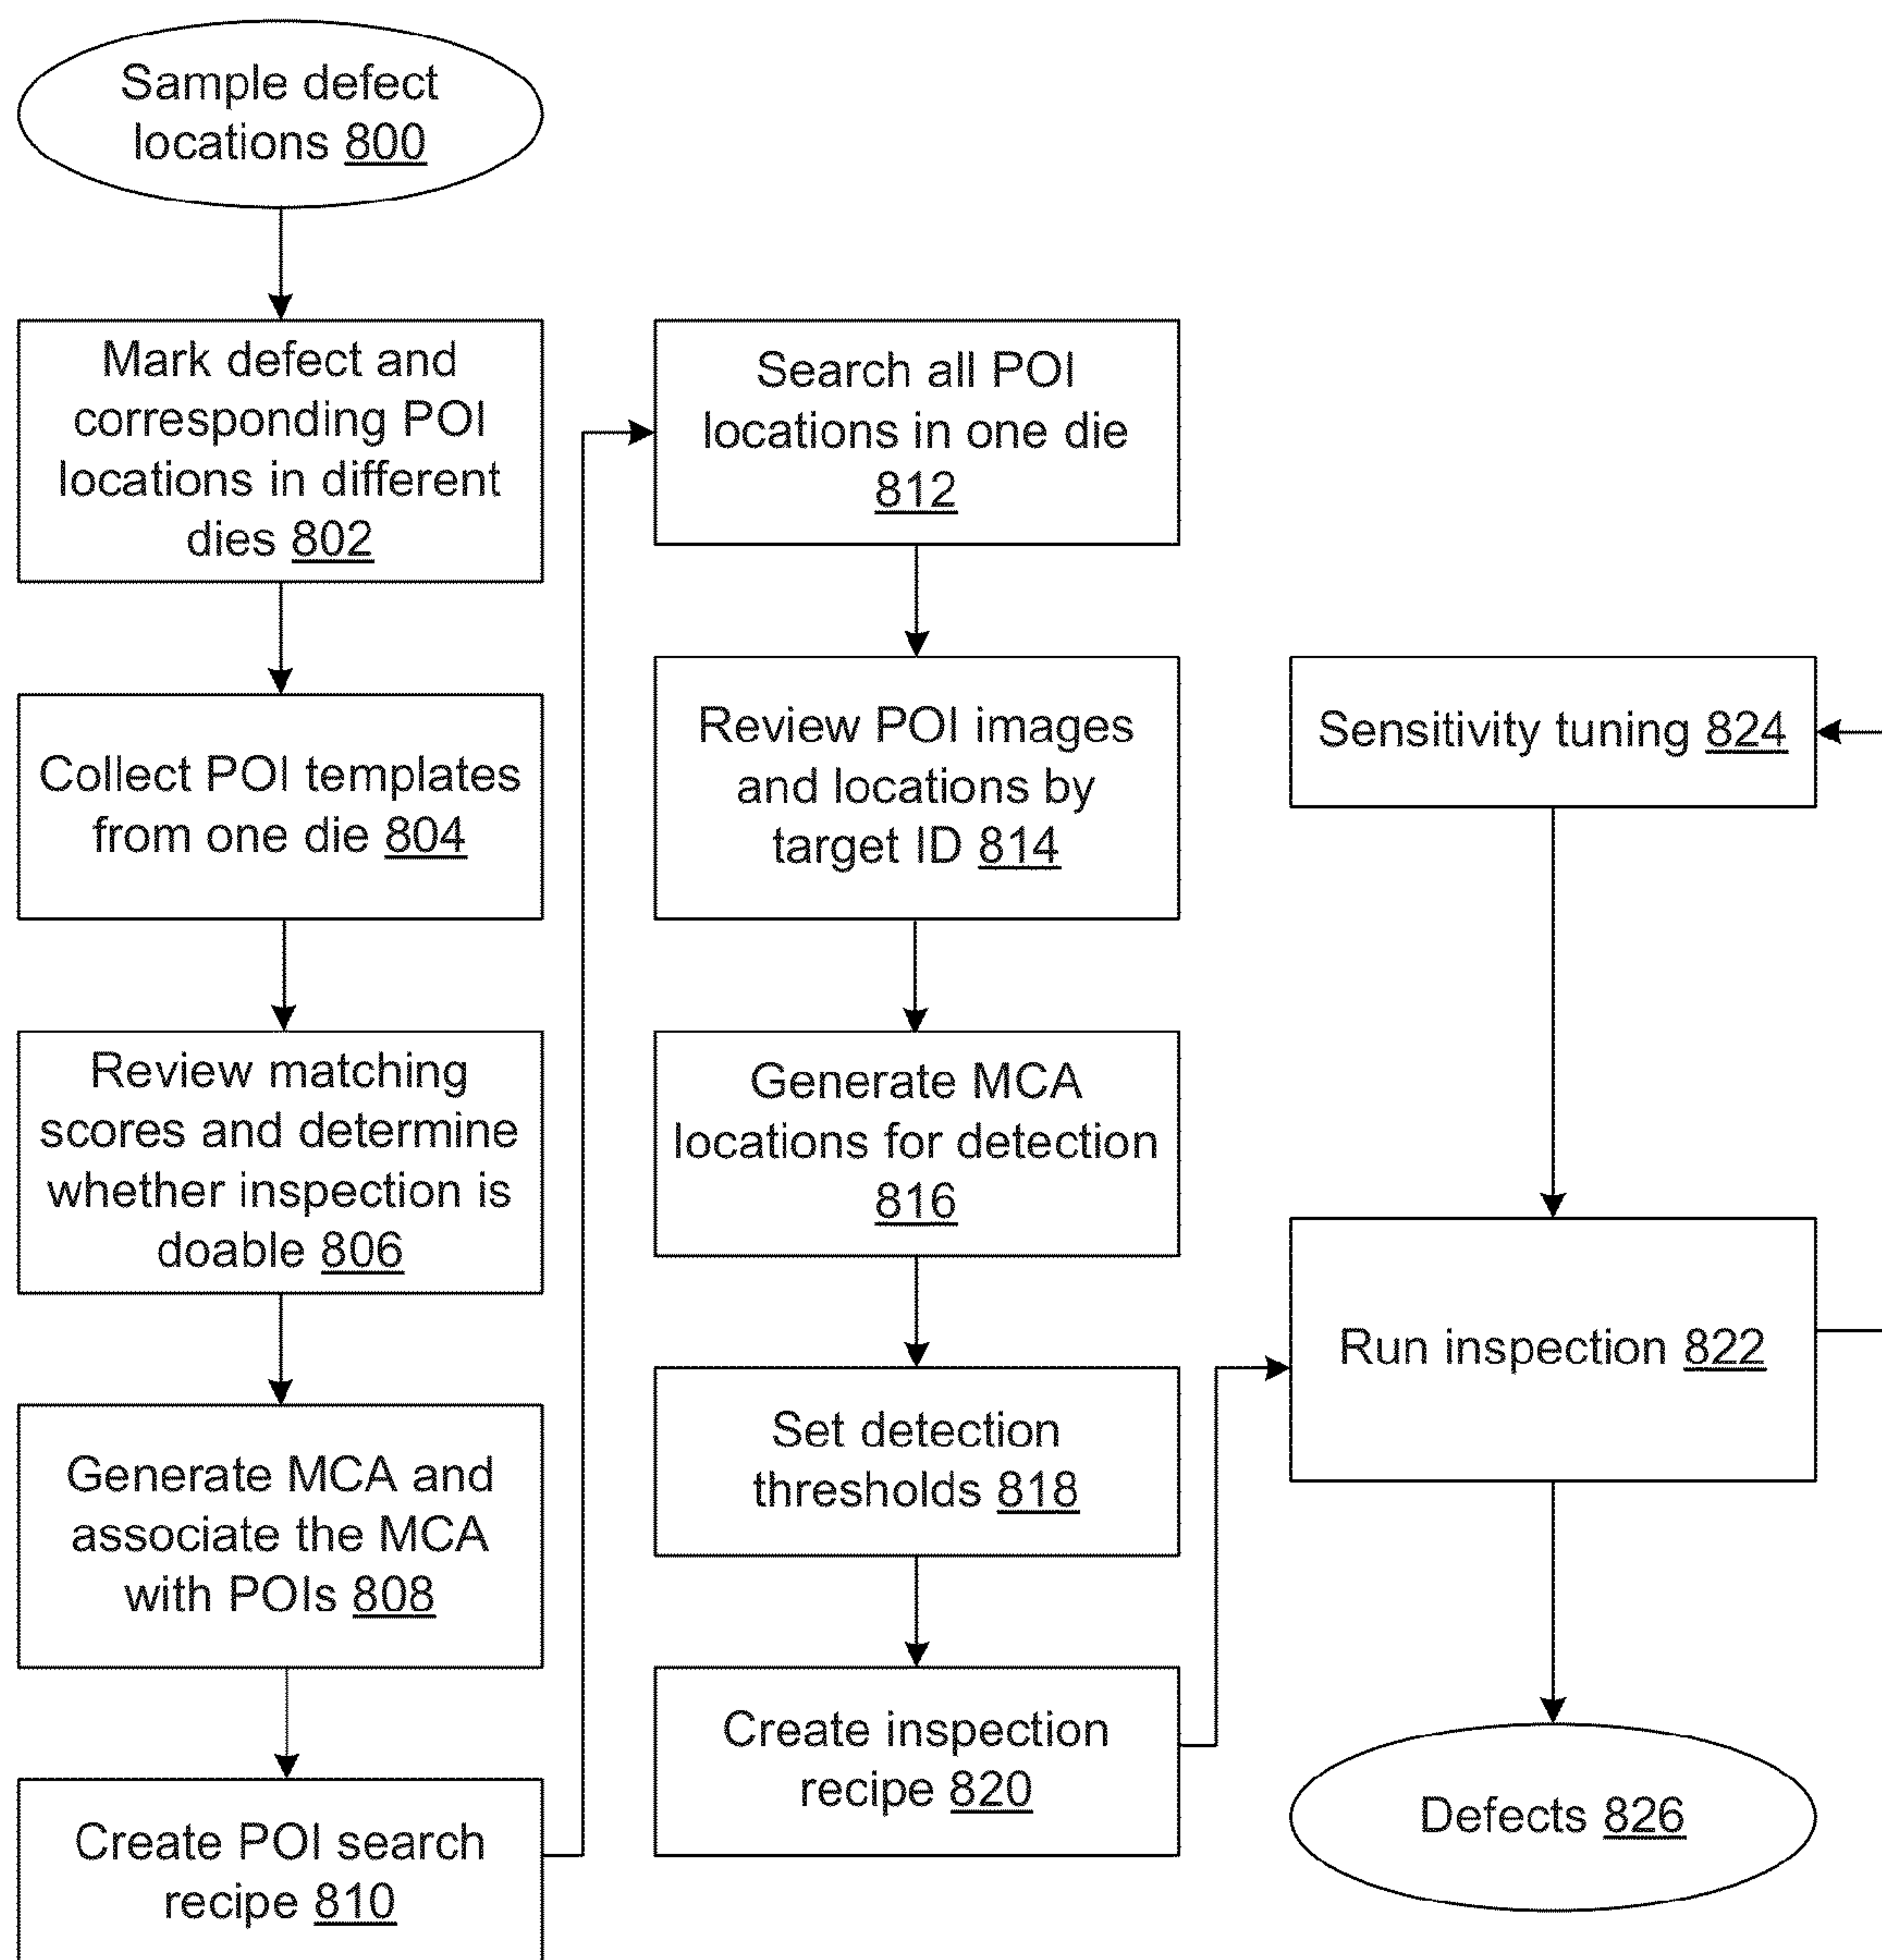 Sample defect
locations 800
Mark defect and
corresponding POI
locations in different
dies 802
Collect POI templates
from one die 804
Review matching
scores and determine
whether inspection is
doable 806
Generate MCA and
associate the MCA
with POIs 808
Create POI search
recipe 810
Search all POI
locations in one die
812
Review POI images
and locations by
target ID 814
Generate MCA
locations for detection
816
Set detection
thresholds 818
Create inspection
recipe 820
Sensitivity tuning 824
Run inspection 822
Defects 826